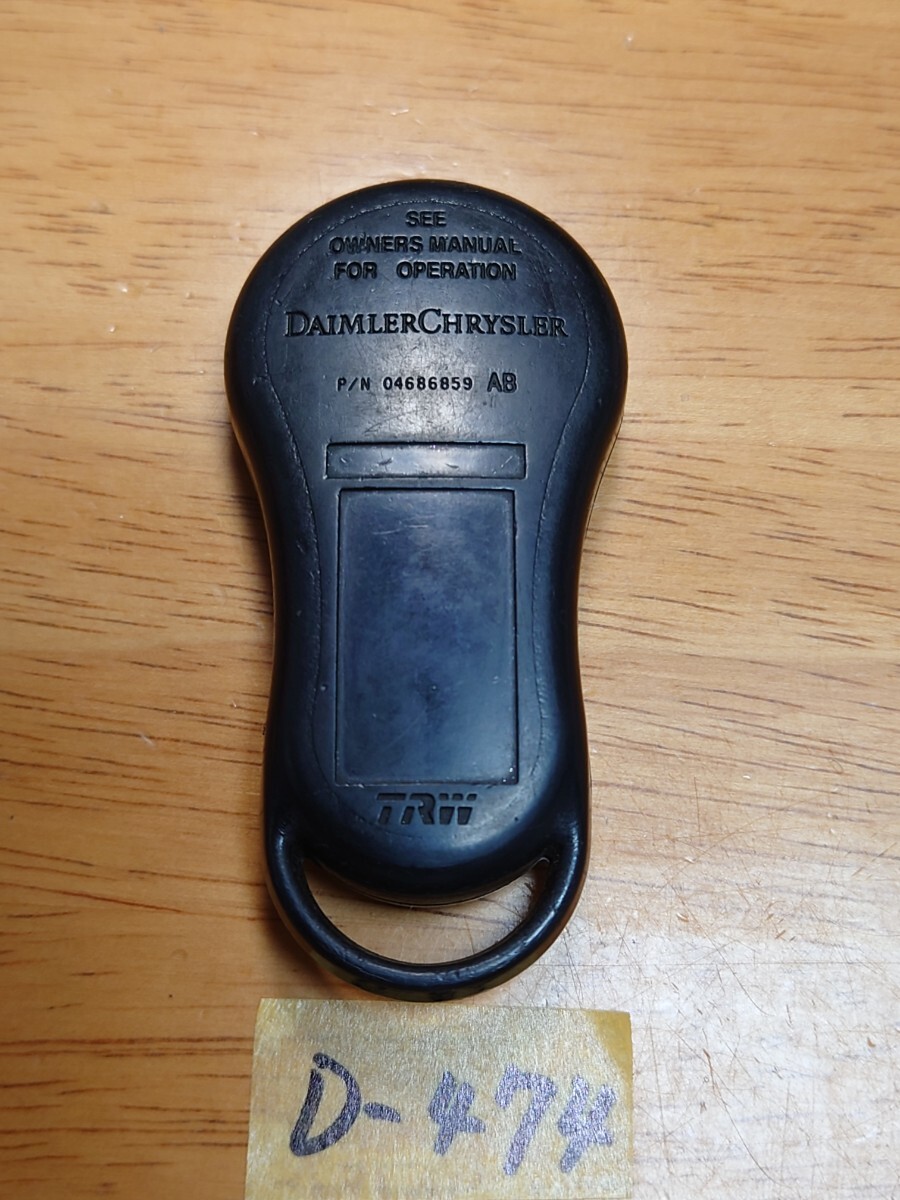 SEE
OWNERS MANUAL
FOR OPERATION
DAIMLERCHRYSLER
P/N 04686859 AB
TRW
D-474